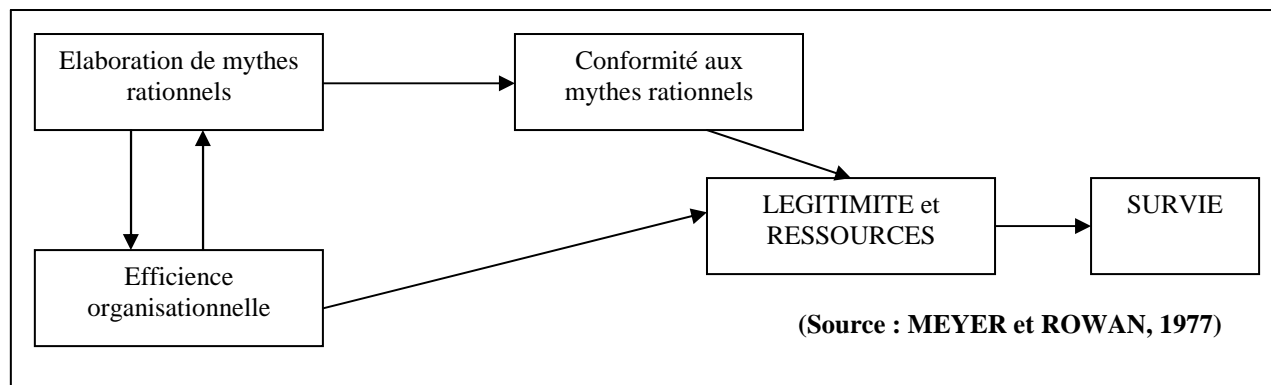 Elaboration de mythes
rationnels
Conformité aux
mythes rationnels
LEGITIMITE et
RESSOURCES
SURVIE
Efficience
organisationnelle
(Source : MEYER et ROWAN, 1977)